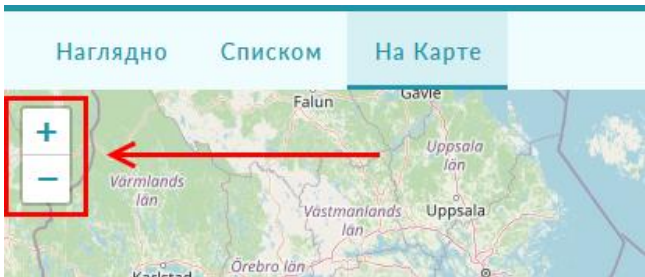 Наглядно Списком На Карте
Falun
Gävle
+
Uppsala
län
−
Värmlands
län
Västmanlands
län
Uppsala
Örebro län
Karlstad